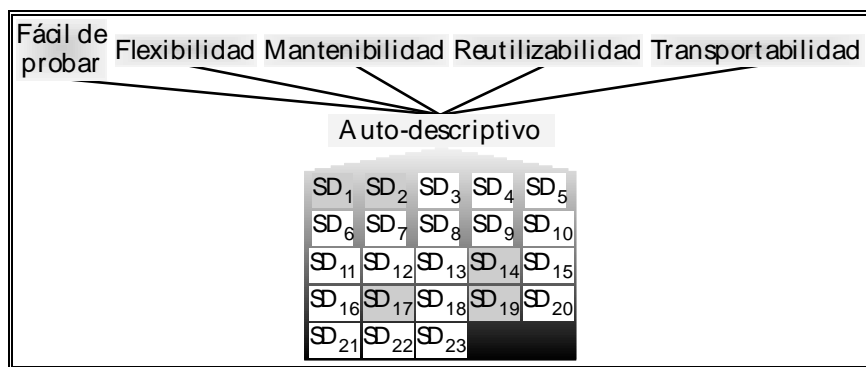 Fácil de probar Flexibilidad Mantenibilidad Reutilizabilidad Transportabilidad
Auto-descriptivo
SD1 SD2 SD3 SD4 SD5
SD6 SD7 SD8 SD9 SD10
SD11 SD12 SD13 SD14 SD15
SD16 SD17 SD18 SD19 SD20
SD21 SD22 SD23